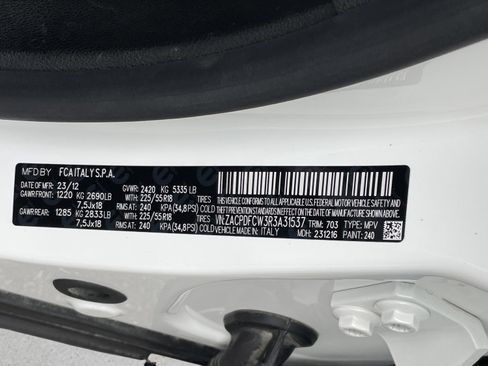 MFD BY FCA ITALY S.P.A.
DATE OF MFR 23/12 GVWR: 2420 KG 5335 LB
GAWR FRONT: 1220 KG 2690LB WITH 225/55R18 TIRES
7,5Jx18 RIMS AT 240 KPA(34,8PSI) COLD
GAWR REAR: 1285 KG 2833LB WITH 225/55R18 TIRES
7,5Jx18 RIMS AT 240 KPA(34,8PSI) COLD
THIS VEHICLE CONFORMS TO ALL APPLICABLE U.S.A.
FEDERAL MOTOR VEHICLE SAFETY, BUMPER, AND THEFT
PREVENTION STANDARDS IN EFFECT ON THE DATE OF
MANUFACTURE SHOWN ABOVE.
VIN:ZACPDFCW3R3A31537 TYPE: MPV
TRIM: 703
MDH: 231216 PAINT: 240
VEHICLE MADE IN ITALY